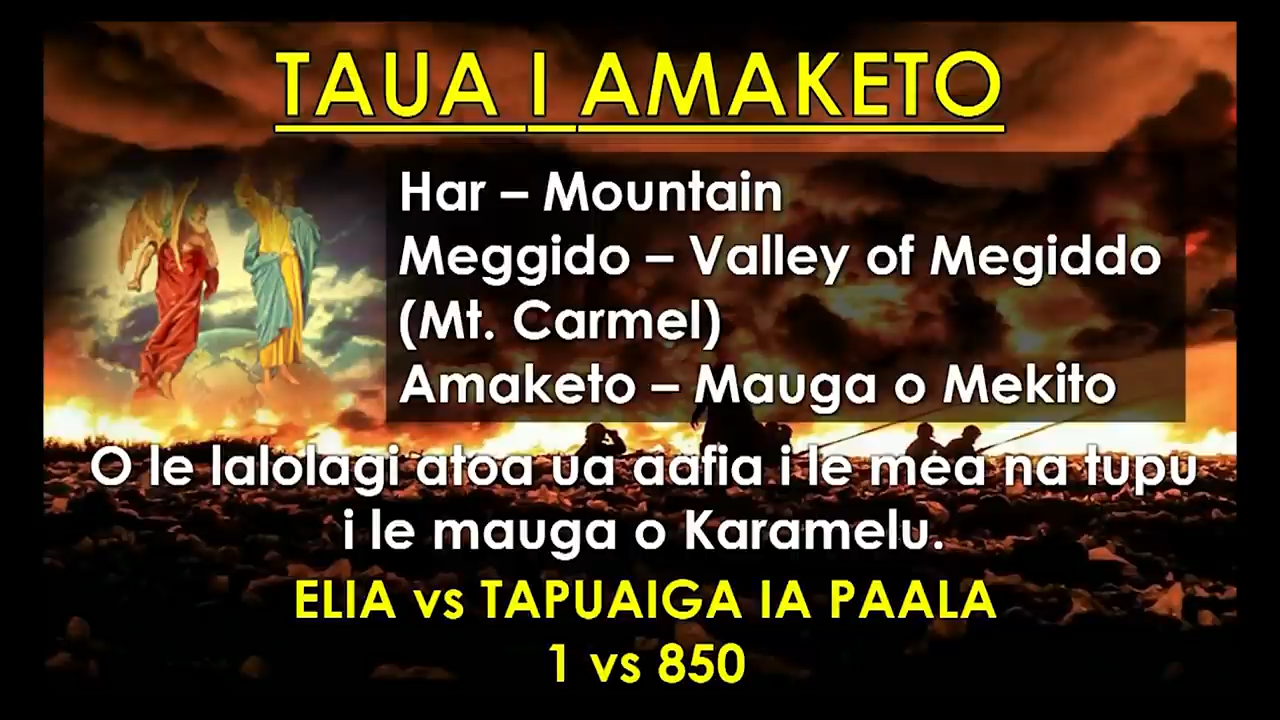 TAUA I AMAKETO
Har – Mountain
Meggido – Valley of Megiddo
(Mt. Carmel)
Amaketo – Mauga o Mekito
O le lalolagi atoa ua aafia i le mea na tupu
i le mauga o Karamelu.
ELIA vs TAPUAIGA IA PAALA
1 vs 850